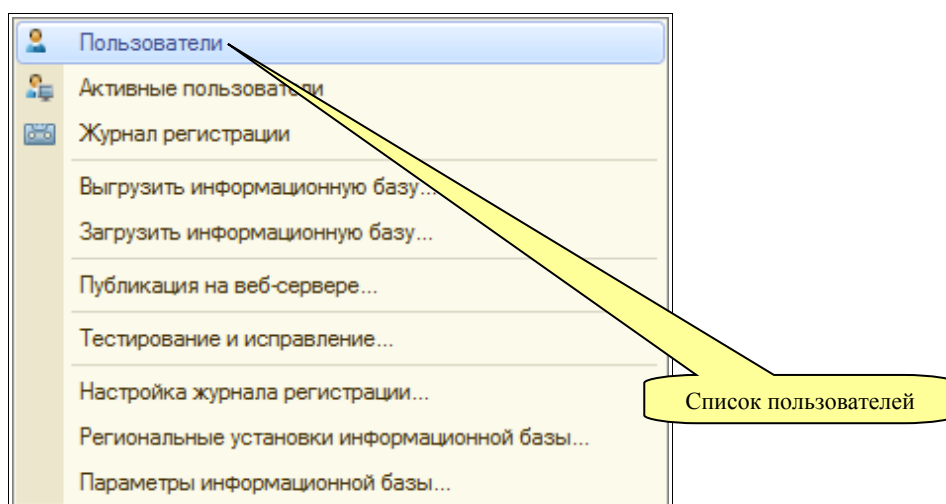 Пользователи
Активные пользователи
Журнал регистрации
Выгрузить информационную базу...
Загрузить информационную базу...
Публикация на веб-сервере...
Тестирование и исправление...
Настройка журнала регистрации...
Список пользователей
Региональные установки информационной базы...
Параметры информационной базы...